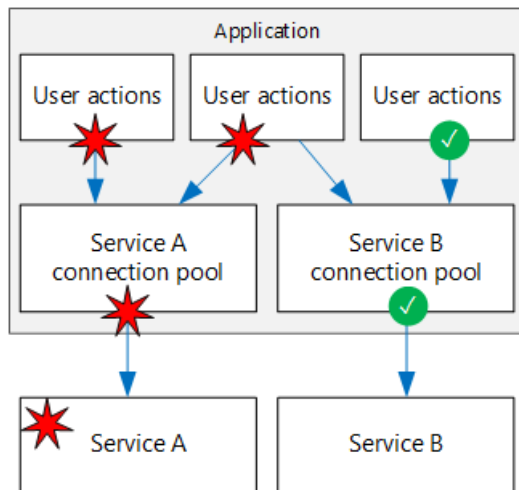 Application
User actions
User actions
User actions
Service A
connection pool
Service B
connection pool
Service A
Service B